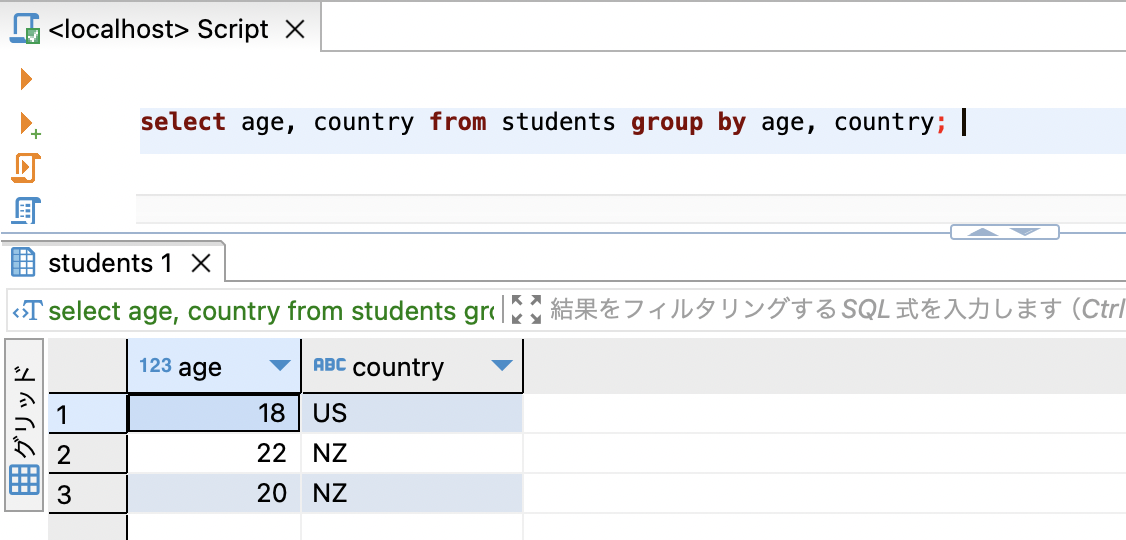 <localhost> Script
select age, country from students group by age, country;
students 1
select age, country from students gr
結果をフィルタリングする SQL 式を入力します (Ctrl
グリッド
123 age ABC country
1 18 US
2 22 NZ
3 20 NZ